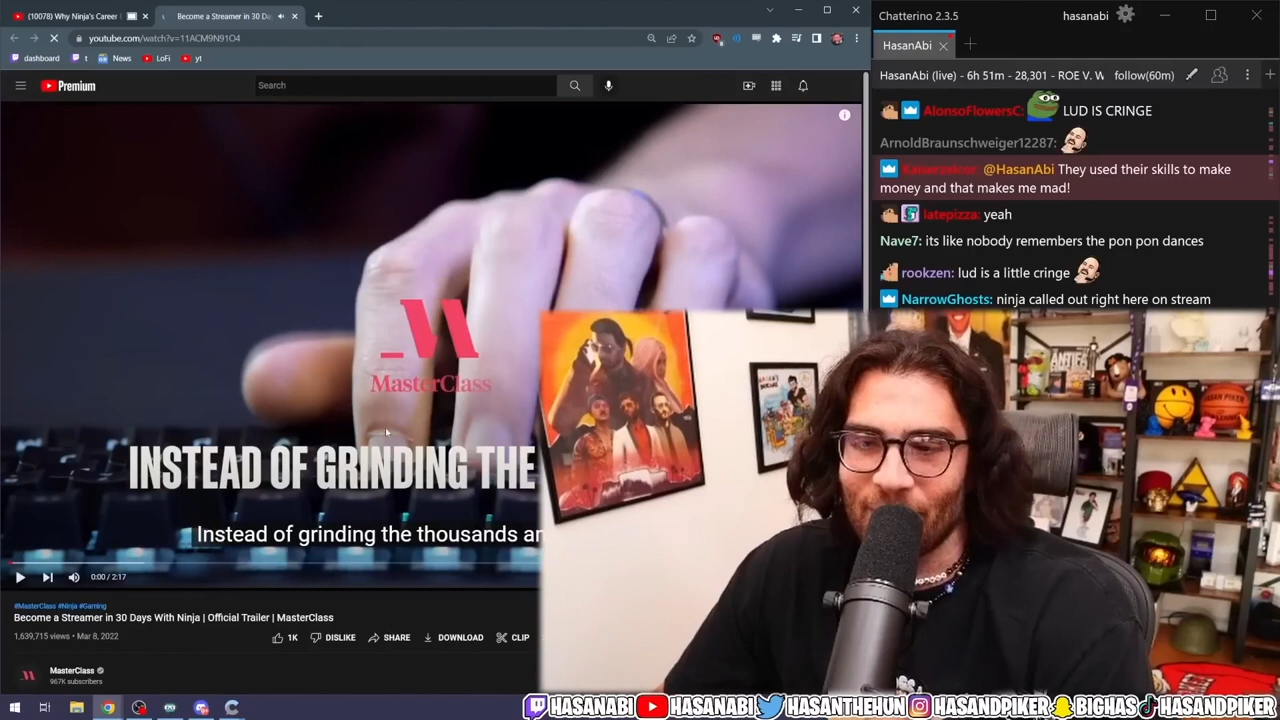 (10078) Why Ninja's Career
Become a Streamer in 30 Day
youtube.com/watch?v=11ACM9N91O4
dashboard
t
News
LoFi
yt
Premium
Search
MasterClass
INSTEAD OF GRINDING THE
Instead of grinding the thousands an
0:00 / 2:17
#MasterClass #Ninja #Gaming
Become a Streamer in 30 Days With Ninja | Official Trailer | MasterClass
1,639,715 views • Mar 8, 2022
1K
DISLIKE
SHARE
DOWNLOAD
CLIP
MasterClass
967K subscribers
Chatterino 2.3.5
hasanabi
HasanAbi
HasanAbi (live) - 6h 51m - 28,301 - ROE V. W
follow(60m)
AlonsoFlowersC: LUD IS CRINGE
ArnoldBraunschweiger12287:
@HasanAbi They used their skills to make
money and that makes me mad!
latepizza: yeah
Nave7: its like nobody remembers the pon pon dances
rookzen: lud is a little cringe
NarrowGhosts: ninja called out right here on stream
ANTIFA
HASAN PIKER
HASANABI
HASANABI
HASANTHEHUN
HASANDPIKER
BIGHAS
HASANDPIKER